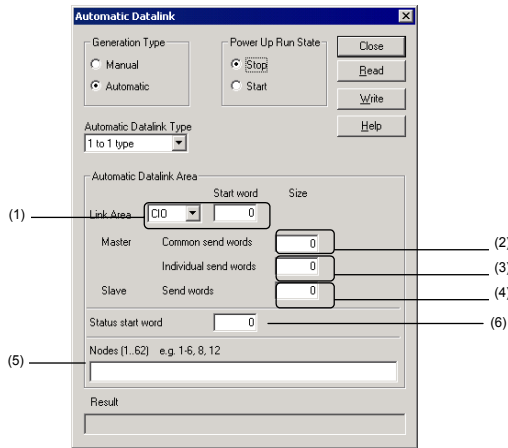 Automatic Datalink
Generation Type
Manual
Automatic
Power Up Run State
Stop
Start
Close
Read
Write
Help
Automatic Datalink Type
1 to 1 type
Automatic Datalink Area
Start word Size
(1) Link Area CIO 0
Master Common send words 0 (2)
Individual send words 0 (3)
Slave Send words 0 (4)
Status start word 0 (6)
Nodes (1..62) e.g. 1-6, 8, 12
(5)
Result